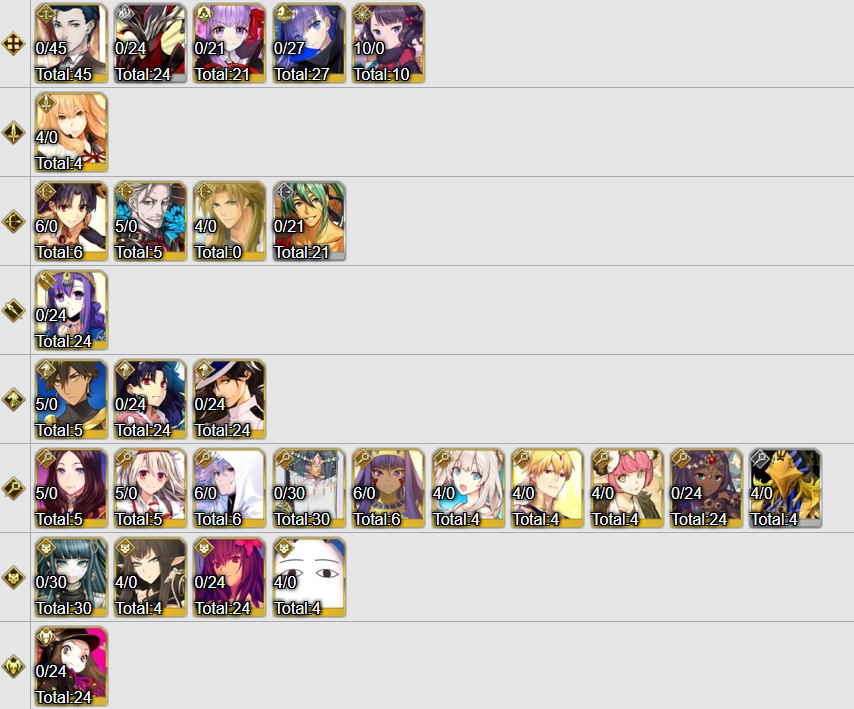 0/45 0/24 0/21 0/27 10/0
Total:45 Total:24 Total:21 Total:27 Total:10
4/0
Total:4
6/0 5/0 4/0 0/21
Total:6 Total:5 Total:0 Total:21
0/24
Total:24
5/0 0/24 0/24
Total:5 Total:24 Total:24
5/0 5/0 6/0 0/30 6/0 4/0 4/0 4/0 0/24 4/0
Total:5 Total:5 Total:6 Total:30 Total:6 Total:4 Total:4 Total:4 Total:24 Total:4
0/30 4/0 0/24 4/0
Total:30 Total:4 Total:24 Total:4
0/24
Total:24